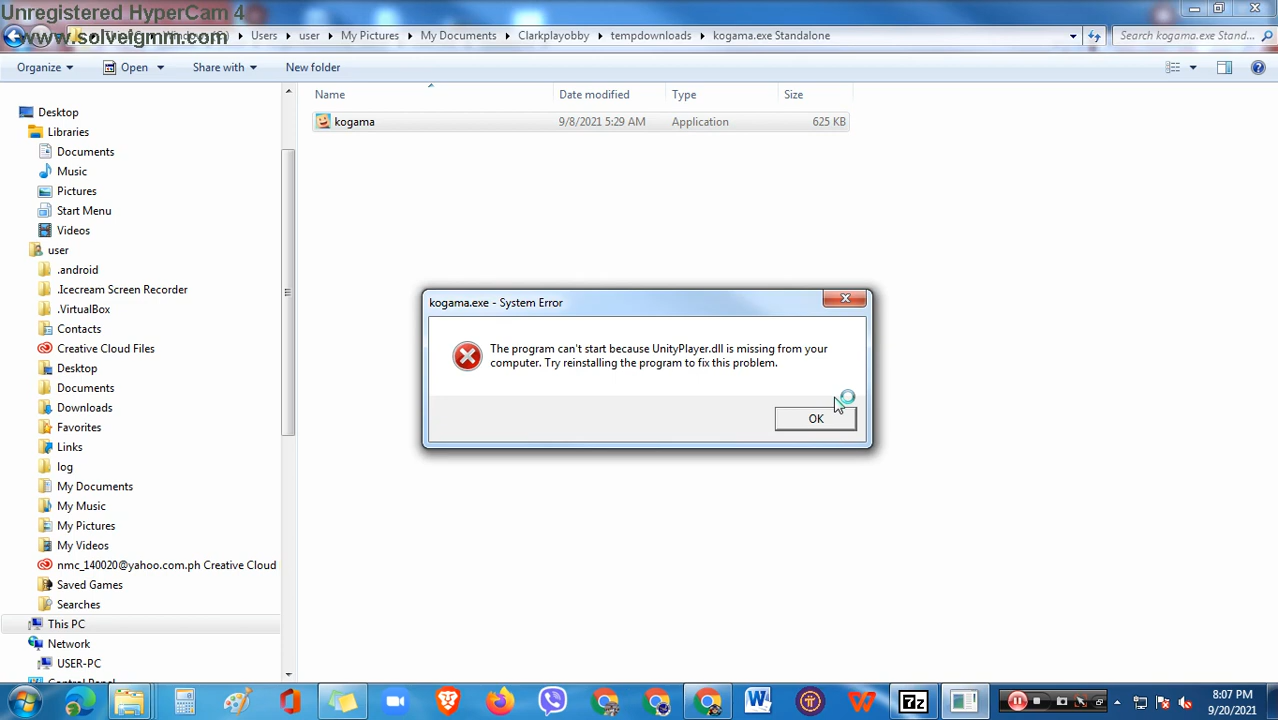 Unregistered HyperCam 4
www.solveigmm.com
Users
user
My Pictures
My Documents
Clarkplayobby
tempdownloads
kogama.exe Standalone
Search kogama.exe Stand...
Organize
Open
Share with
New folder
Name
Date modified
Type
Size
kogama
9/8/2021 5:29 AM
Application
625 KB
Desktop
Libraries
Documents
Music
Pictures
Start Menu
Videos
user
.android
.Icecream Screen Recorder
.VirtualBox
Contacts
Creative Cloud Files
Desktop
Documents
Downloads
Favorites
Links
log
My Documents
My Music
My Pictures
My Videos
nmc_140020@yahoo.com.ph Creative Cloud
Saved Games
Searches
This PC
Network
USER-PC
kogama.exe - System Error
The program can't start because UnityPlayer.dll is missing from your
computer. Try reinstalling the program to fix this problem.
OK
8:07 PM
9/20/2021